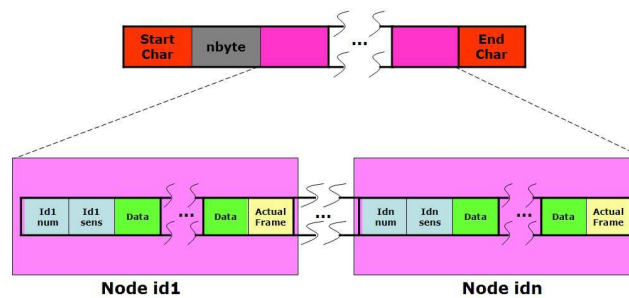 Start Char
nbyte
...
End Char
Id1 num
Id1 sens
Data
...
Data
Actual Frame
...
Idn num
Idn sens
Data
...
Data
Actual Frame
Node id1
Node idn